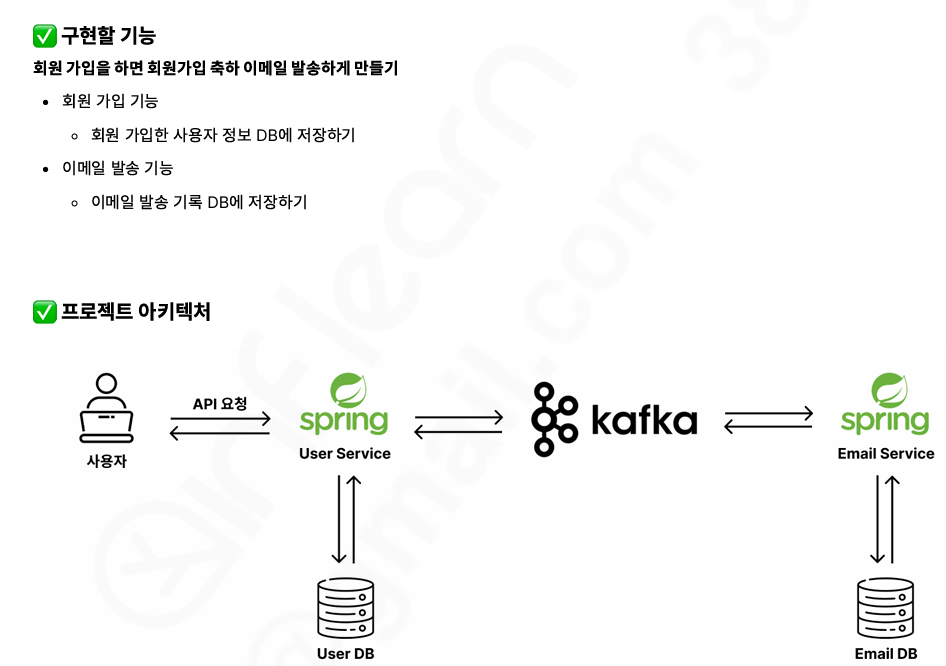 ✅ 구현할 기능
회원 가입을 하면 회원가입 축하 이메일 발송하게 만들기
• 회원 가입 기능
◦ 회원 가입한 사용자 정보 DB에 저장하기
• 이메일 발송 기능
◦ 이메일 발송 기록 DB에 저장하기
✅ 프로젝트 아키텍처
사용자
API 요청
spring
User Service
kafka
spring
Email Service
User DB
Email DB
inflearn
@gmail.com 38